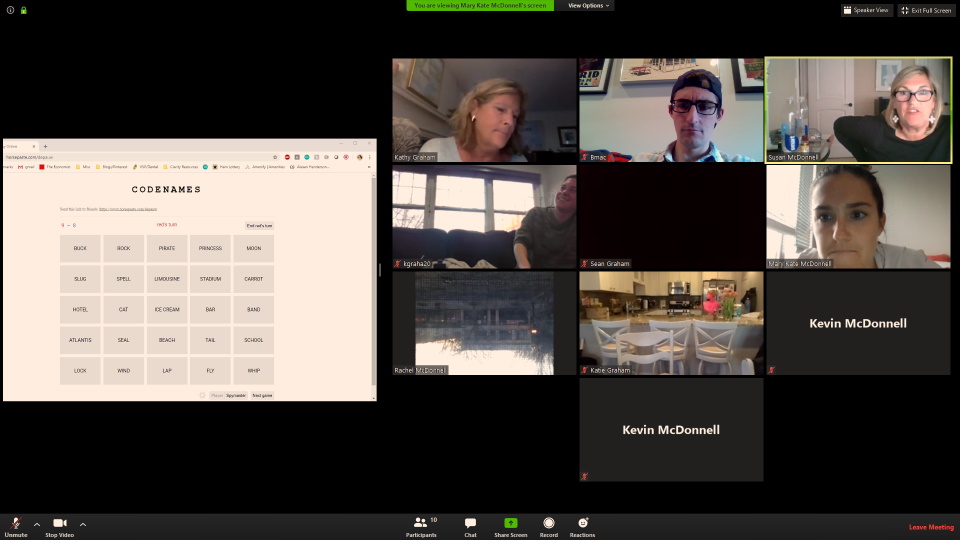 You are viewing Mary Kate McDonnell's screen
View Options
Speaker View
Exit Full Screen
Kathy Graham
Bmac
Susan McDonnell
kgraha20
Sean Graham
Mary Kate McDonnell
Rachel McDonnell
Katie Graham
Kevin McDonnell
Kevin McDonnell
gmail
The Economist
Misc
CODENAMES
red's turn
End red's turn
BUCK ROCK PIRATE PRINCESS MOON
SLUG SPELL LIMOUSINE STADIUM CARROT
HOTEL CAT ICE CREAM BAR BAND
ATLANTIS SEAL BEACH TAIL SCHOOL
LOCK WIND LAP FLY WHIP
Player Spymaster Next game
Unmute
Stop Video
Participants 10
Chat
Share Screen
Record
Reactions
Leave Meeting